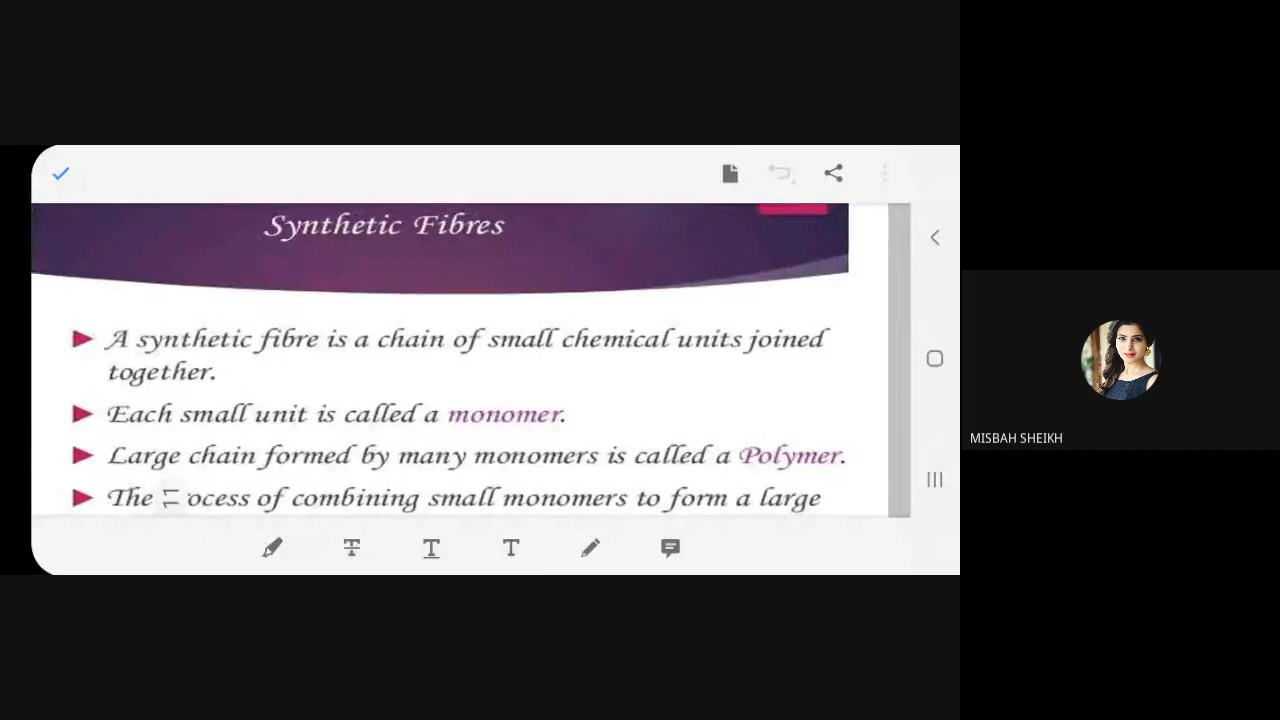 Synthetic Fibres
A synthetic fibre is a chain of small chemical units joined
together.
Each small unit is called a monomer.
Large chain formed by many monomers is called a Polymer.
The ocess of combining small monomers to form a large
MISBAH SHEIKH